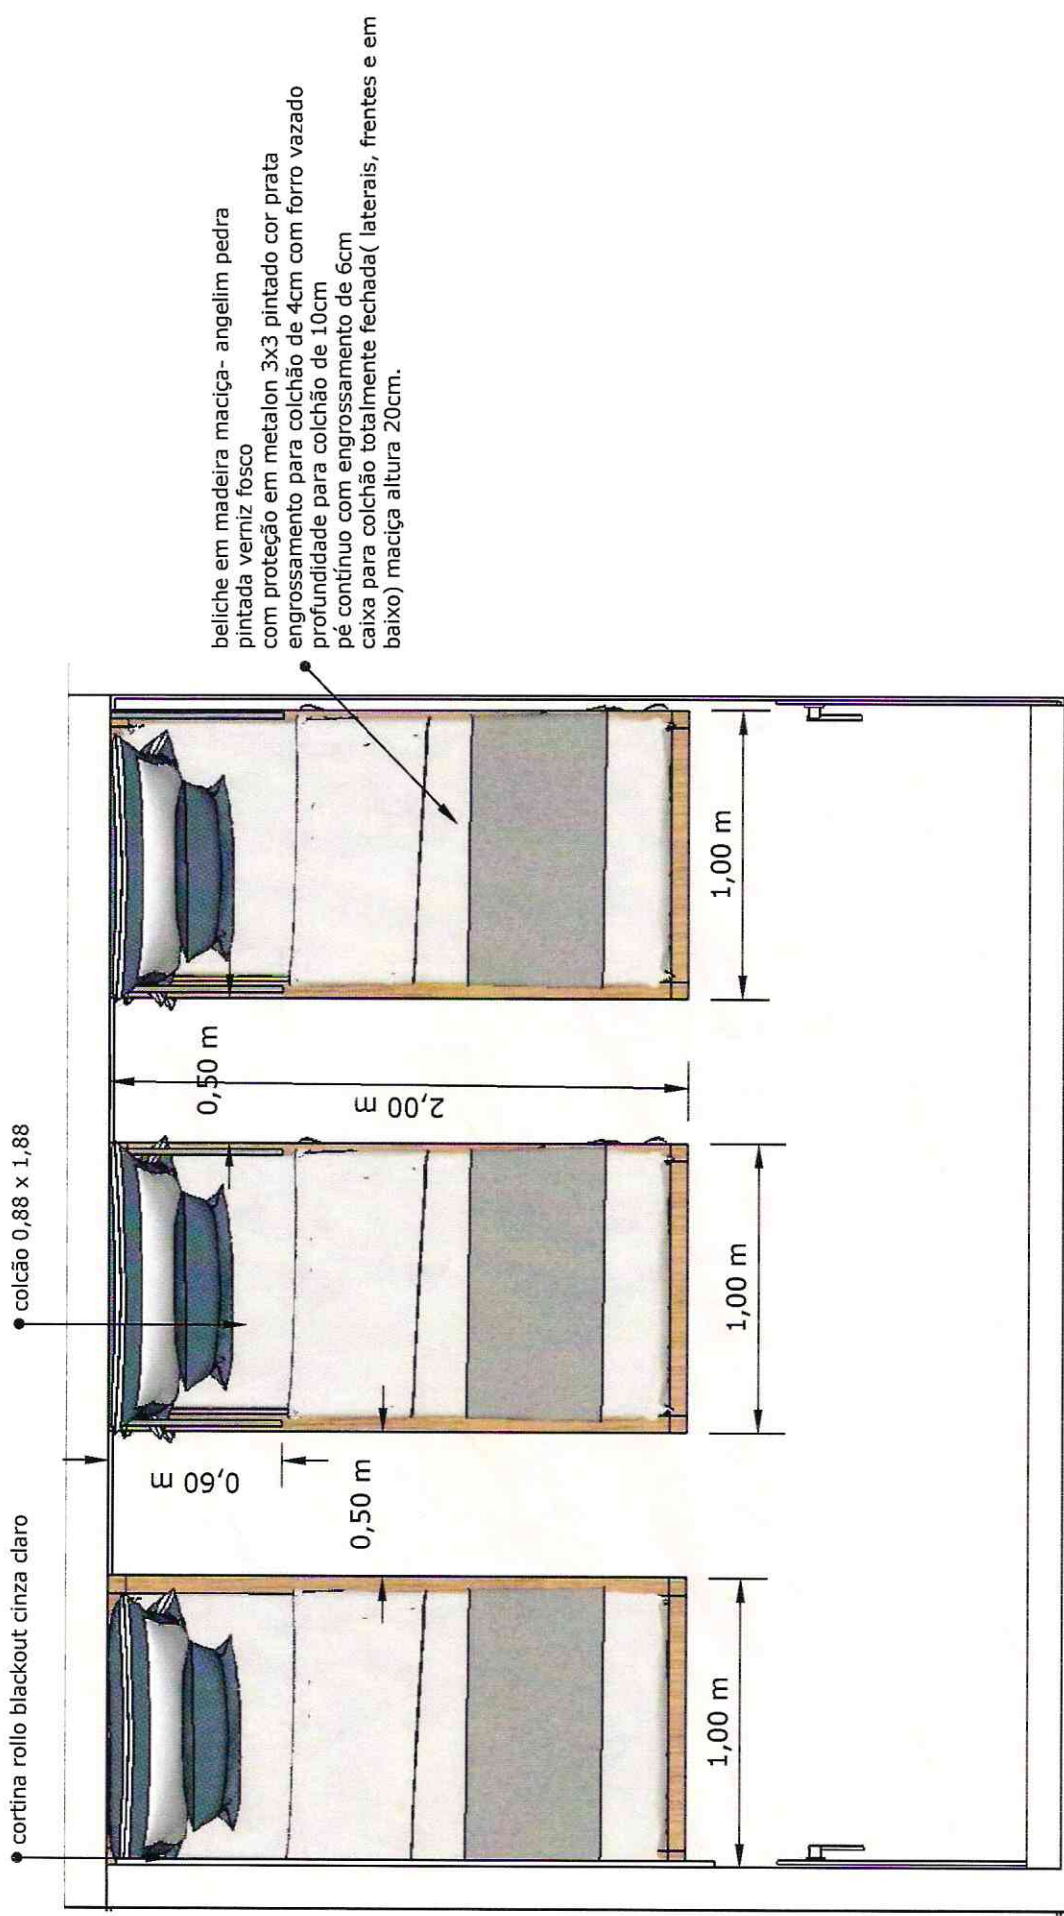 cortina rollo blackout cinza claro
colcão 0,88 x 1,88
beliche em madeira maciça- angelim pedra
pintada verniz fosco
com proteção em metalon 3x3 pintado cor prata
engrossamento para colchão de 4cm com forro vazado
profundidade para colchão de 10cm
pé contínuo com engrossamento de 6cm
caixa para colchão totalmente fechada( laterais, frentes e em
baixo) maciça altura 20cm.
0,60 m
0,50 m
0,50 m
2,00 m
1,00 m
1,00 m
1,00 m